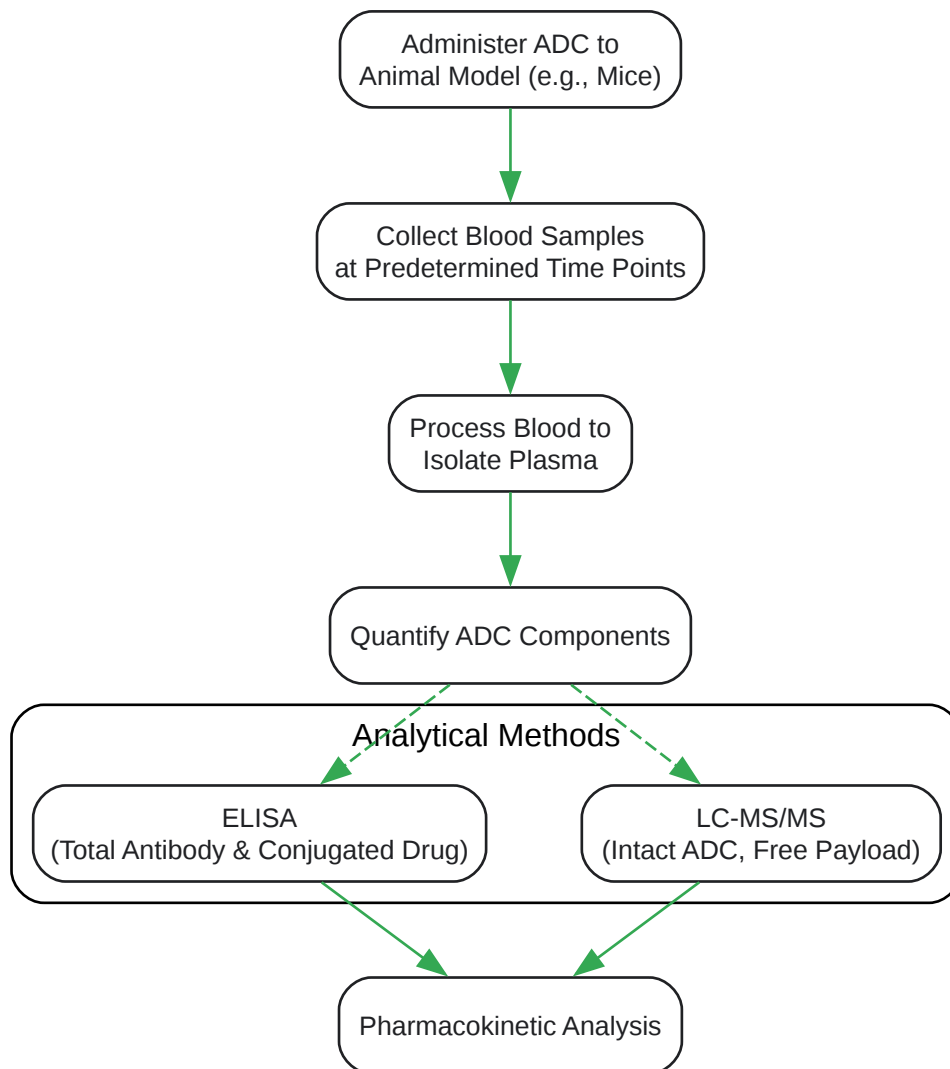 Administer ADC to
Animal Model (e.g., Mice)
Collect Blood Samples
at Predetermined Time Points
Process Blood to
Isolate Plasma
Quantify ADC Components
Analytical Methods
ELISA
(Total Antibody & Conjugated Drug)
LC-MS/MS
(Intact ADC, Free Payload)
Pharmacokinetic Analysis